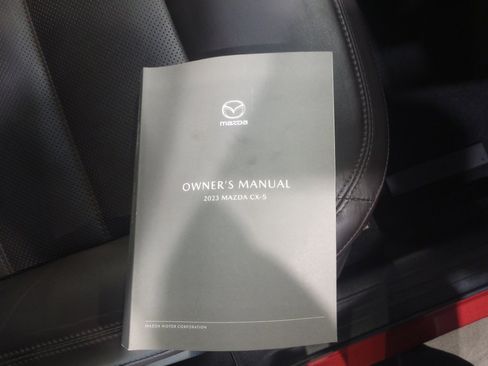 mazda
OWNER'S MANUAL
2023 MAZDA CX-5
MAZDA MOTOR CORPORATION